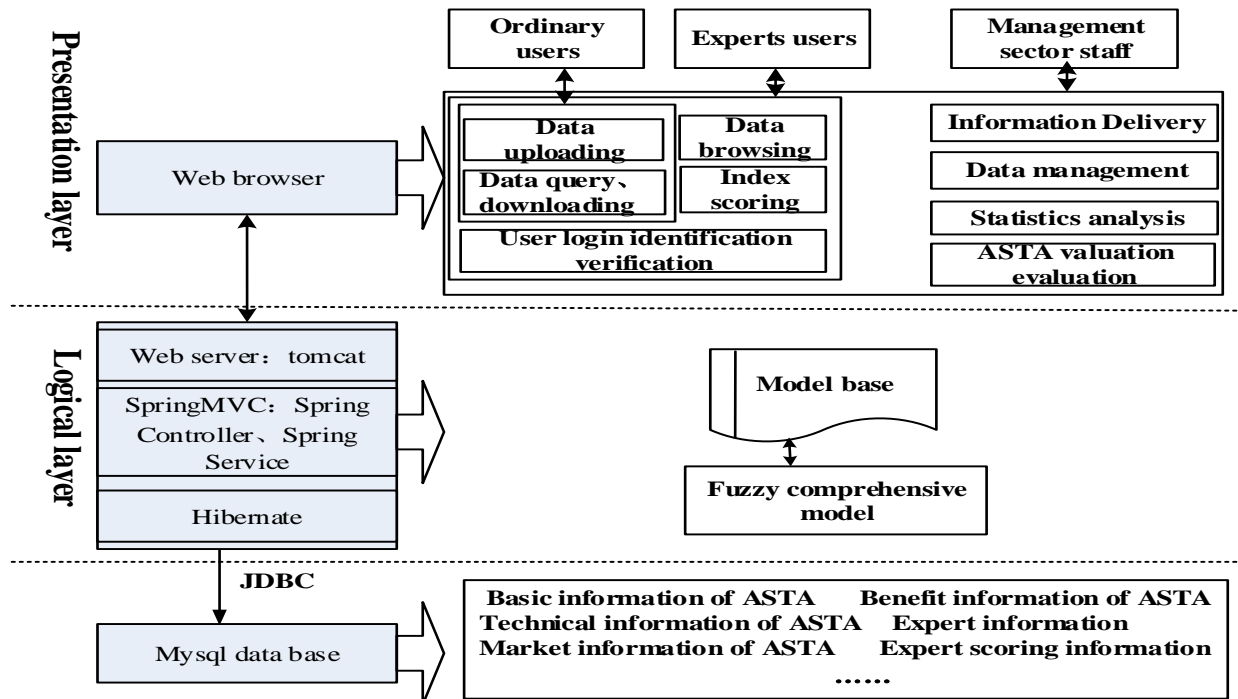 Presentation layer
Ordinary
users
Experts users
Management
sector staff
Web browser
Data
uploading
Data query、
downloading
Data
browsing
Index
scoring
User login identification
verification
Information Delivery
Data management
Statistics analysis
ASTA valuation
evaluation
Logical layer
Web server：tomcat
SpringMVC：Spring
Controller、Spring
Service
Hibernate
Model base
Fuzzy comprehensive
model
JDBC
Mysql data base
Basic information of ASTA Benefit information of ASTA
Technical information of ASTA Expert information
Market information of ASTA Expert scoring information
……